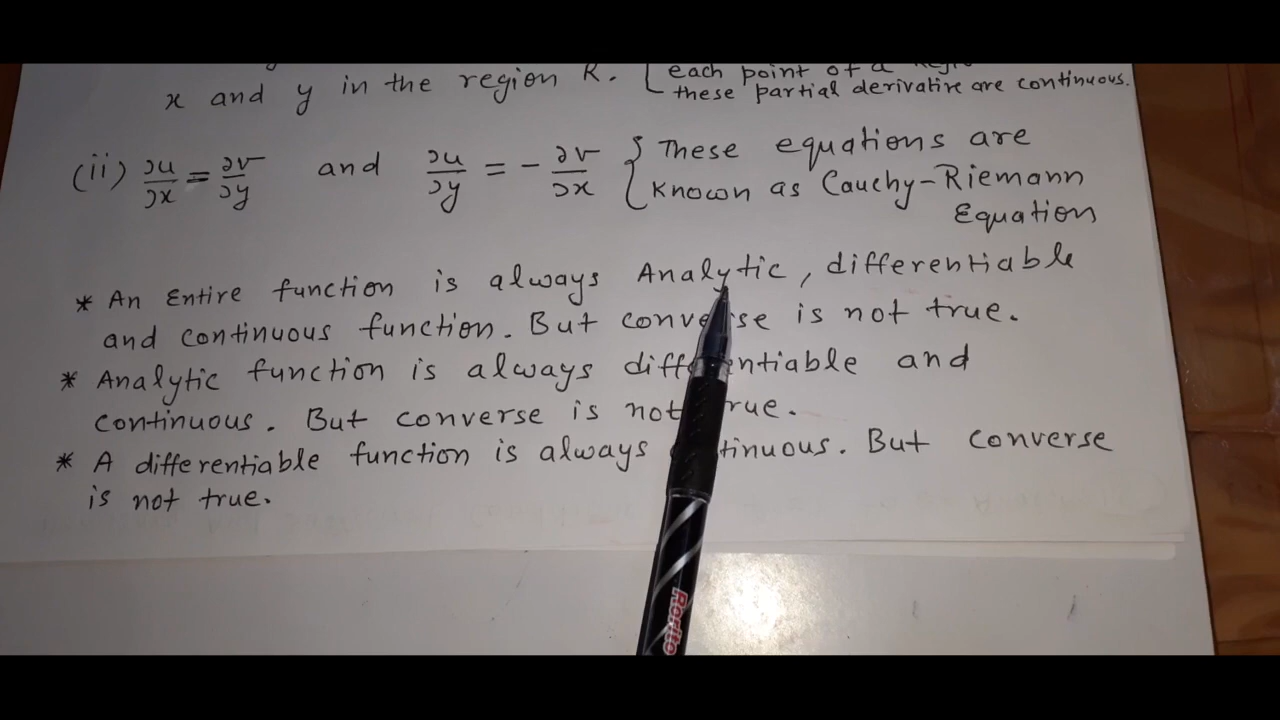 each point of a
x and y in the region R. these partial derivative are continuous.
(ii) ∂u/∂x = ∂v/∂y and ∂u/∂y = - ∂v/∂x { These equations are
known as Cauchy-Riemann
Equation
* An Entire function is always Analytic, differentiable
and continuous function. But converse is not true.
* Analytic function is always differentiable and
continuous. But converse is not true.
* A differentiable function is always continuous. But converse
is not true.
Rorito